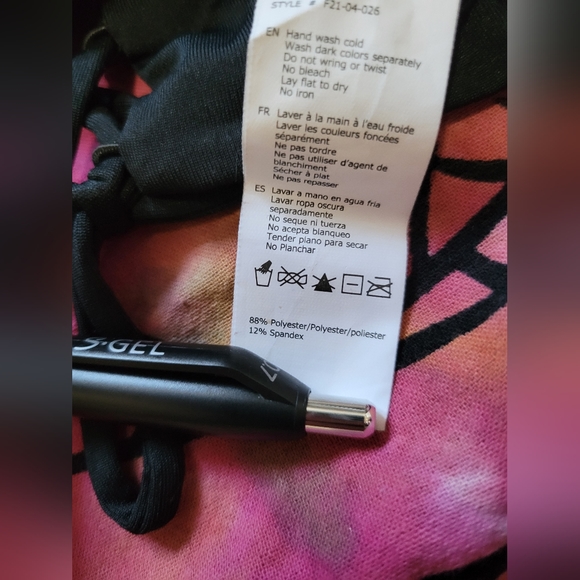 STYLE # F21-04-026
EN Hand wash cold
Wash dark colors separately
Do not wring or twist
No bleach
Lay flat to dry
No iron
FR Laver à la main à l'eau froide
Laver les couleurs foncées
séparément
Ne pas tordre
Ne pas utiliser d'agent de
blanchiment
Sécher à plat
Ne pas repasser
ES Lavar a mano en agua fria
Lavar ropa oscura
separadamente
No seque ni tuerza
No acepta blanqueo
Tender plano para secar
No Planchar
88% Polyester/Polyester/poliester
12% Spandex
S·GEL